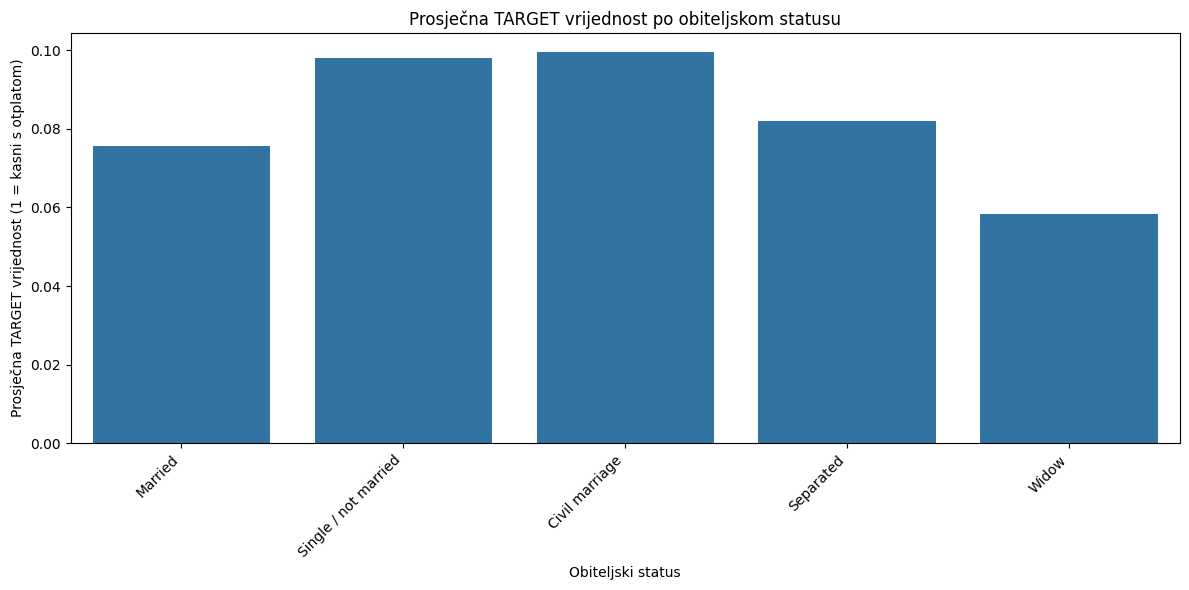 Prosječna TARGET vrijednost po obiteljskom statusu
Prosječna TARGET vrijednost (1 = kasni s otplatom)
0.10
0.08
0.06
0.04
0.02
0.00
Married
Single / not married
Civil marriage
Separated
Widow
Obiteljski status